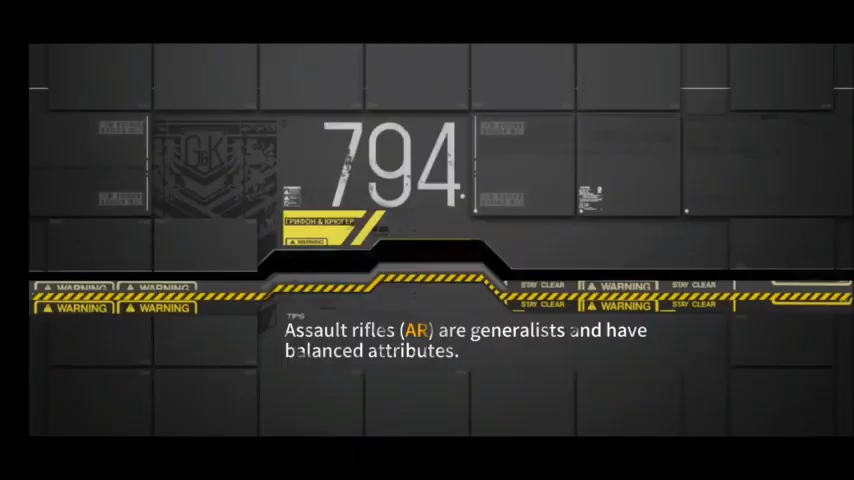 G&K
794.
ГРИФОН & КРЮГЕР
WARNING
WARNING WARNING STAY CLEAR WARNING STAY CLEAR
WARNING WARNING STAY CLEAR WARNING STAY CLEAR
TIPS
Assault rifles (AR) are generalists and have
balanced attributes.